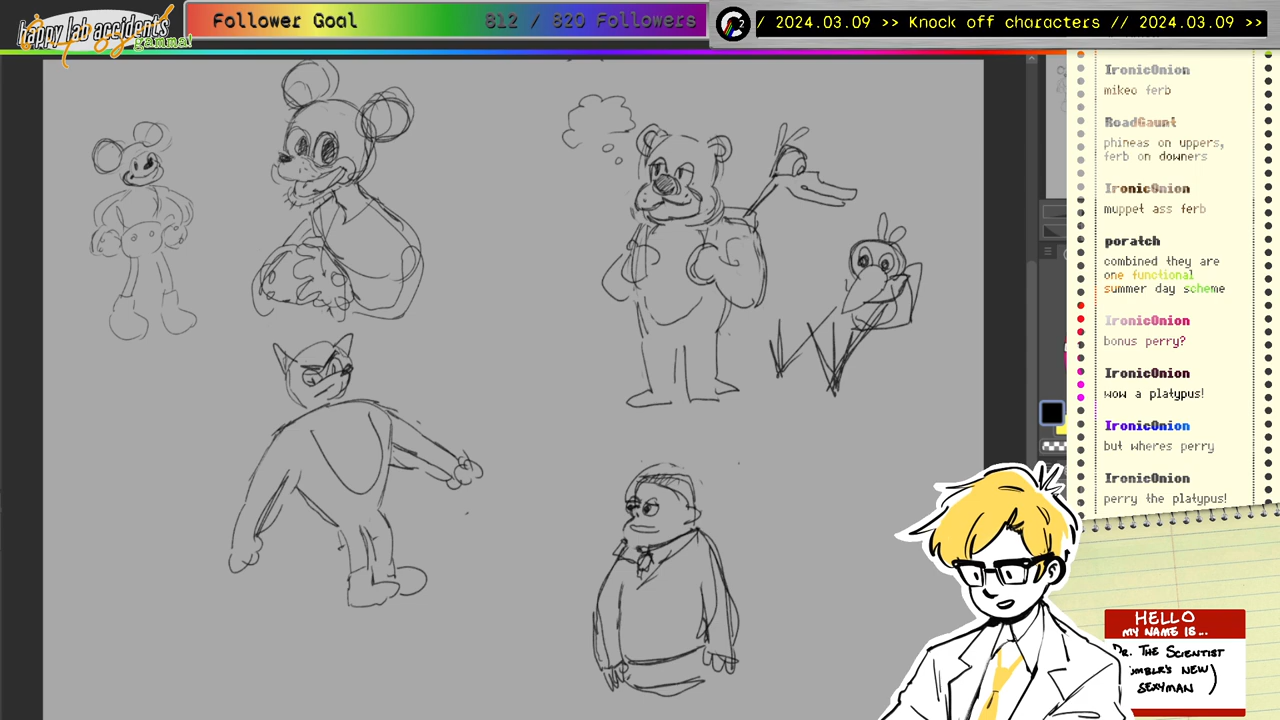 happy lab accidents
gamma!
Follower Goal
812 / 820 Followers
/ 2024.03.09 >> Knock off characters // 2024.03.09 >>
IronicOnion
mikeo ferb
RoadGaunt
phineas on uppers,
ferb on downers
IronicOnion
muppet ass ferb
poratch
combined they are
one functional
summer day scheme
IronicOnion
bonus perry?
IronicOnion
wow a platypus!
IronicOnion
but wheres perry
IronicOnion
perry the platypus!
HELLO
MY NAME IS...
DR. THE SCIENTIST
UMBLR'S NEW
SEXYMAN )